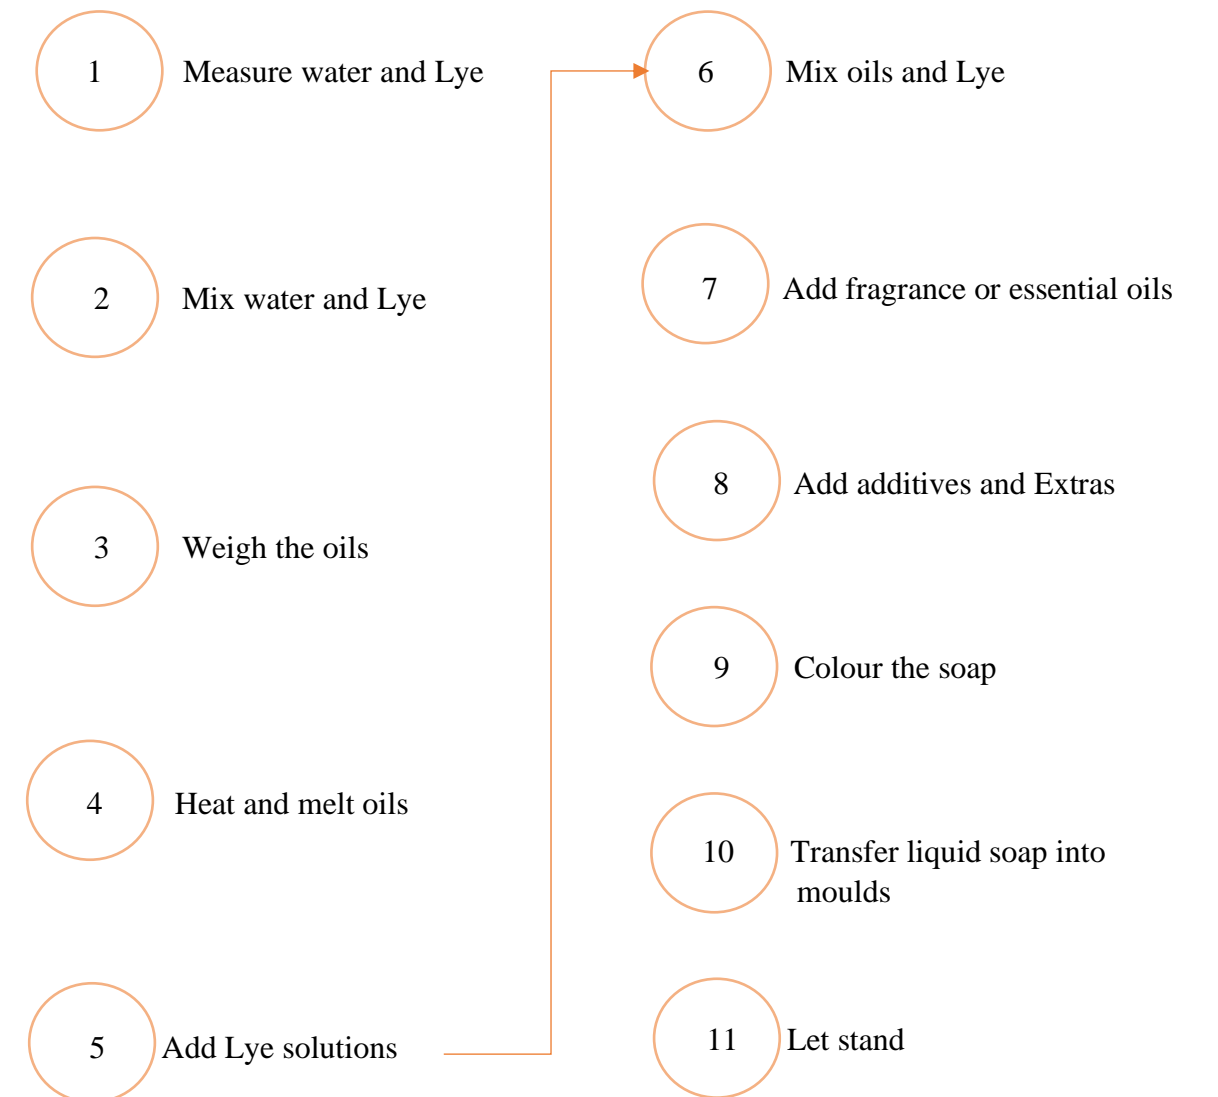 1 Measure water and Lye
2 Mix water and Lye
3 Weigh the oils
4 Heat and melt oils
5 Add Lye solutions
6 Mix oils and Lye
7 Add fragrance or essential oils
8 Add additives and Extras
9 Colour the soap
10 Transfer liquid soap into
moulds
11 Let stand